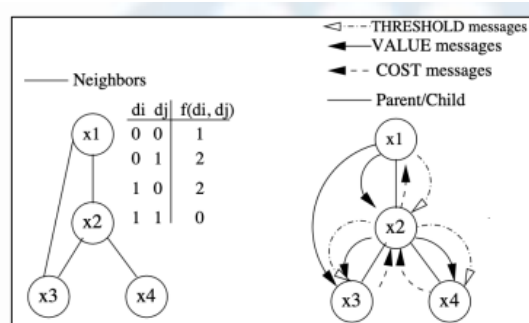 THRESHOLD messages
VALUE messages
COST messages
Parent/Child
Neighbors
di dj f(di, dj)
0 0 1
0 1 2
1 0 2
1 1 0
x1
x2
x3
x4
x1
x2
x3
x4